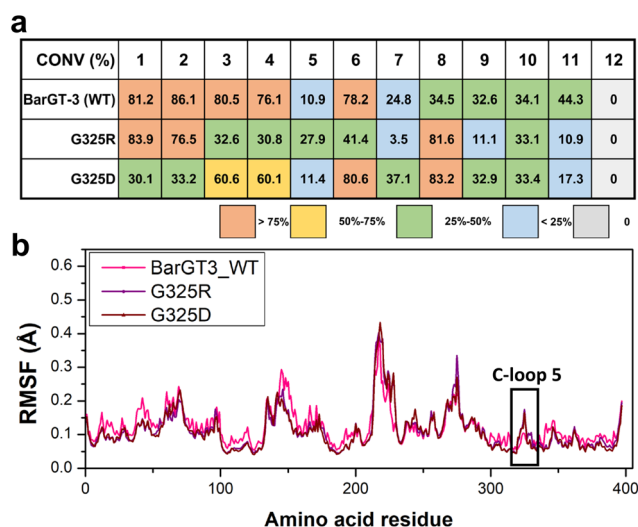 a
CONV (%) 1 2 3 4 5 6 7 8 9 10 11 12
BarGT-3 (WT) 81.2 86.1 80.5 76.1 10.9 78.2 24.8 34.5 32.6 34.1 44.3 0
G325R 83.9 76.5 32.6 30.8 27.9 41.4 3.5 81.6 11.1 33.1 10.9 0
G325D 30.1 33.2 60.6 60.1 11.4 80.6 37.1 83.2 32.9 33.4 17.3 0
> 75% 50%-75% 25%-50% < 25% 0
b
BarGT3_WT
G325R
G325D
C-loop 5
RMSF (Å)
0.6
0.5
0.4
0.3
0.2
0.1
0.0
0 100 200 300 400
Amino acid residue